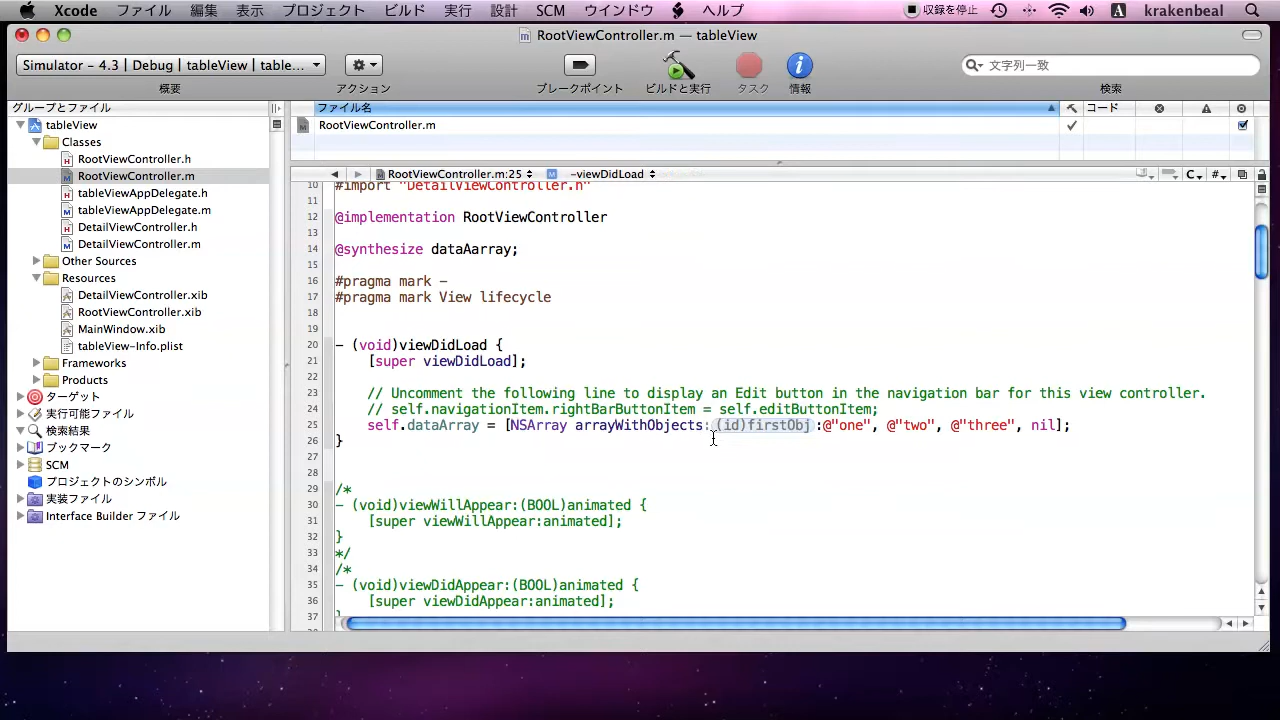 Xcode ファイル 編集 表示 プロジェクト ビルド 実行 設計 SCM ウインドウ ヘルプ 収録を停止 A krakenbeal
RootViewController.m — tableView
Simulator - 4.3 | Debug | tableView | table... 文字列一致
概要 アクション ブレークポイント ビルドと実行 タスク 情報 検索
グループとファイル ファイル名 コード
tableView
Classes
RootViewController.h
RootViewController.m
tableViewAppDelegate.h
tableViewAppDelegate.m
DetailViewController.h
DetailViewController.m
Other Sources
Resources
DetailViewController.xib
RootViewController.xib
MainWindow.xib
tableView-Info.plist
Frameworks
Products
ターゲット
実行可能ファイル
検索結果
ブックマーク
SCM
プロジェクトのシンボル
実装ファイル
Interface Builder ファイル
RootViewController.m
RootViewController.m:25 M -viewDidLoad C #
10 #import "DetailViewController.h"
11
12 @implementation RootViewController
13
14 @synthesize dataAarray;
15
16 #pragma mark -
17 #pragma mark View lifecycle
18
19
20 - (void)viewDidLoad {
21 [super viewDidLoad];
22
23 // Uncomment the following line to display an Edit button in the navigation bar for this view controller.
24 // self.navigationItem.rightBarButtonItem = self.editButtonItem;
25 self.dataArray = [NSArray arrayWithObjects:(id)firstObj:@"one", @"two", @"three", nil];
26 }
27
28
29 /*
30 - (void)viewWillAppear:(BOOL)animated {
31 [super viewWillAppear:animated];
32 }
33 */
34 /*
35 - (void)viewDidAppear:(BOOL)animated {
36 [super viewDidAppear:animated];
37 }